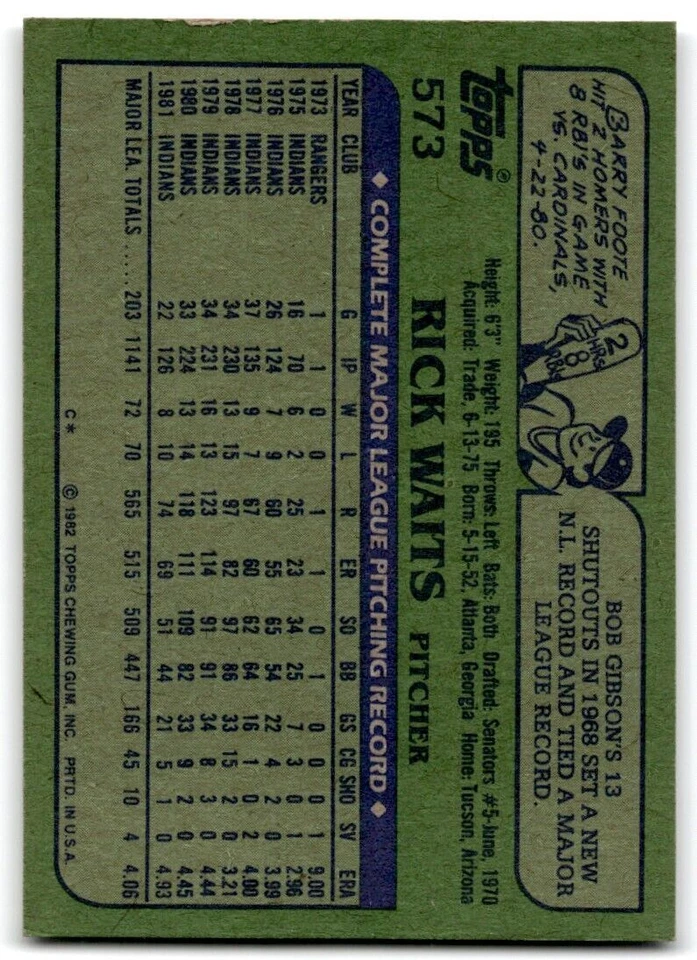 BARRY FOOTE
HIT 2 HOMERS WITH
8 RBI'S IN GAME
VS. CARDINALS,
4-22-80.
2
HRS
8
RBIs
BOB GIBSON'S 13
SHUTOUTS IN 1968 SET A NEW
N.L. RECORD AND TIED A MAJOR
LEAGUE RECORD.
topps®
573
Height: 6'3" Weight: 195 Throws: Left Bats: Both Drafted: Senators #5-June, 1970
Acquired: Trade, 6-13-75 Born: 5-15-52, Atlanta, Georgia Home: Tucson, Arizona
RICK WAITS PITCHER
◆ COMPLETE MAJOR LEAGUE PITCHING RECORD ◆
YEAR CLUB G IP W L R ER SO BB GS CG SHO SV ERA
1973 RANGERS 1 1 0 0 1 1 0 1 0 0 0 1 9.00
1975 INDIANS 16 70 6 2 25 23 34 25 7 3 0 1 2.96
1976 INDIANS 26 124 7 9 60 55 65 54 22 4 2 0 3.99
1977 INDIANS 37 135 9 7 67 60 62 64 16 1 0 2 4.00
1978 INDIANS 34 230 13 15 97 82 97 86 33 15 2 0 3.21
1979 INDIANS 34 231 16 13 123 114 91 91 34 8 3 0 4.44
1980 INDIANS 33 224 13 14 118 111 109 82 33 9 2 0 4.45
1981 INDIANS 22 126 8 10 74 69 51 44 21 5 1 0 4.93
MAJOR LEA. TOTALS ..... 203 1141 72 70 565 515 509 447 166 45 10 4 4.06
C* © 1982 TOPPS CHEWING GUM, INC. PRTD. IN U.S.A.